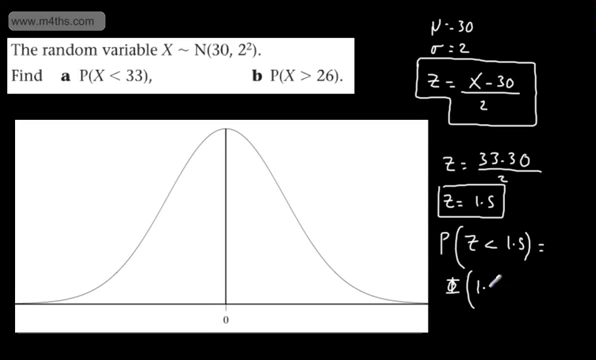 www.m4ths.com
The random variable X ~ N(30, 2²).
Find a P(X < 33), b P(X > 26).
μ = 30
σ = 2
Z = X - 30 / 2
Z = 33 - 30 / 2
Z = 1.5
P(Z < 1.5) =
Φ(1.
0